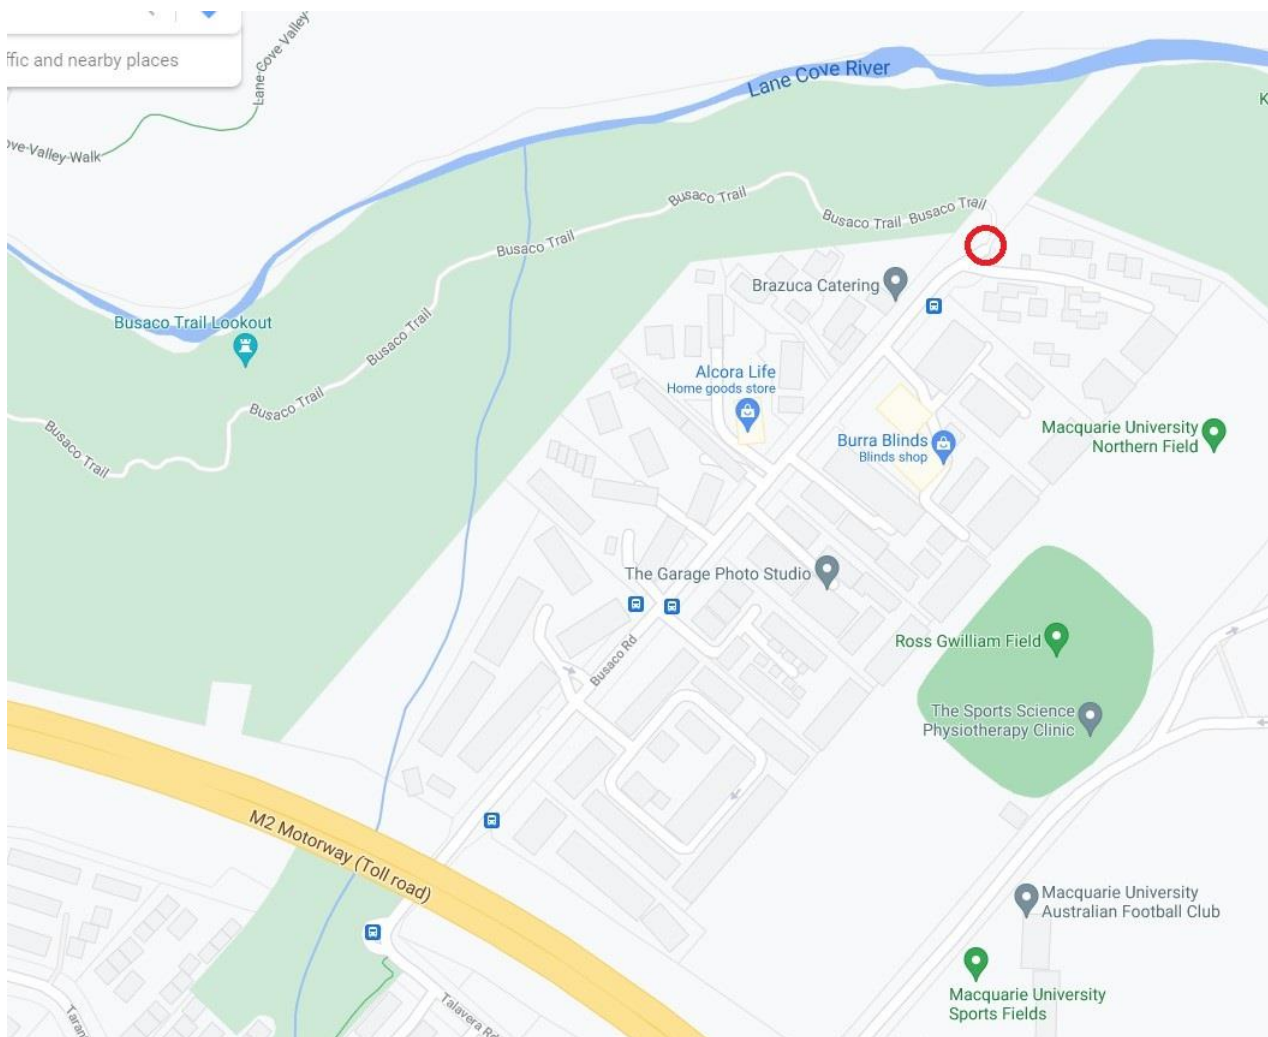 ffic and nearby places
Lane Cove Valley
ove Valley Walk
Lane Cove River
K
Busaco Trail
Busaco Trail
Busaco Trail
Busaco Trail
Brazuca Catering
Busaco Trail
Busaco Trail Lookout
Busaco Trail
Alcora Life
Home goods store
Busaco Trail
Busaco Trail
Burra Blinds
Blinds shop
Macquarie University
Northern Field
The Garage Photo Studio
Busaco Rd
Ross Gwilliam Field
The Sports Science
Physiotherapy Clinic
M2 Motorway (Toll road)
Macquarie University
Australian Football Club
Macquarie University
Sports Fields
Talavera Rd
Taran